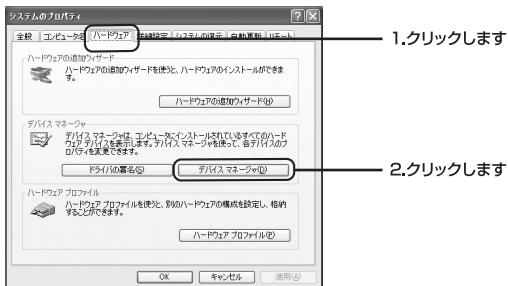 システムのプロパティ
全般 コンピュータ名 ハードウェア 詳細設定 システムの復元 自動更新 リモート
1.クリックします
ハードウェアの追加ウィザード
ハードウェアの追加ウィザードを使うと、ハードウェアのインストールができます。
ハードウェアの追加ウィザード(H)
デバイス マネージャ
デバイス マネージャは、コンピュータにインストールされているすべてのハード
ウェア デバイスを表示します。デバイス マネージャを使って、各デバイスのプ
ロパティを変更できます。
ドライバの署名(S) デバイス マネージャ(D)
2.クリックします
ハードウェア プロファイル
ハードウェア プロファイルを使うと、別のハードウェアの構成を設定し、格納
することができます。
ハードウェア プロファイル(P)
OK キャンセル 適用(A)